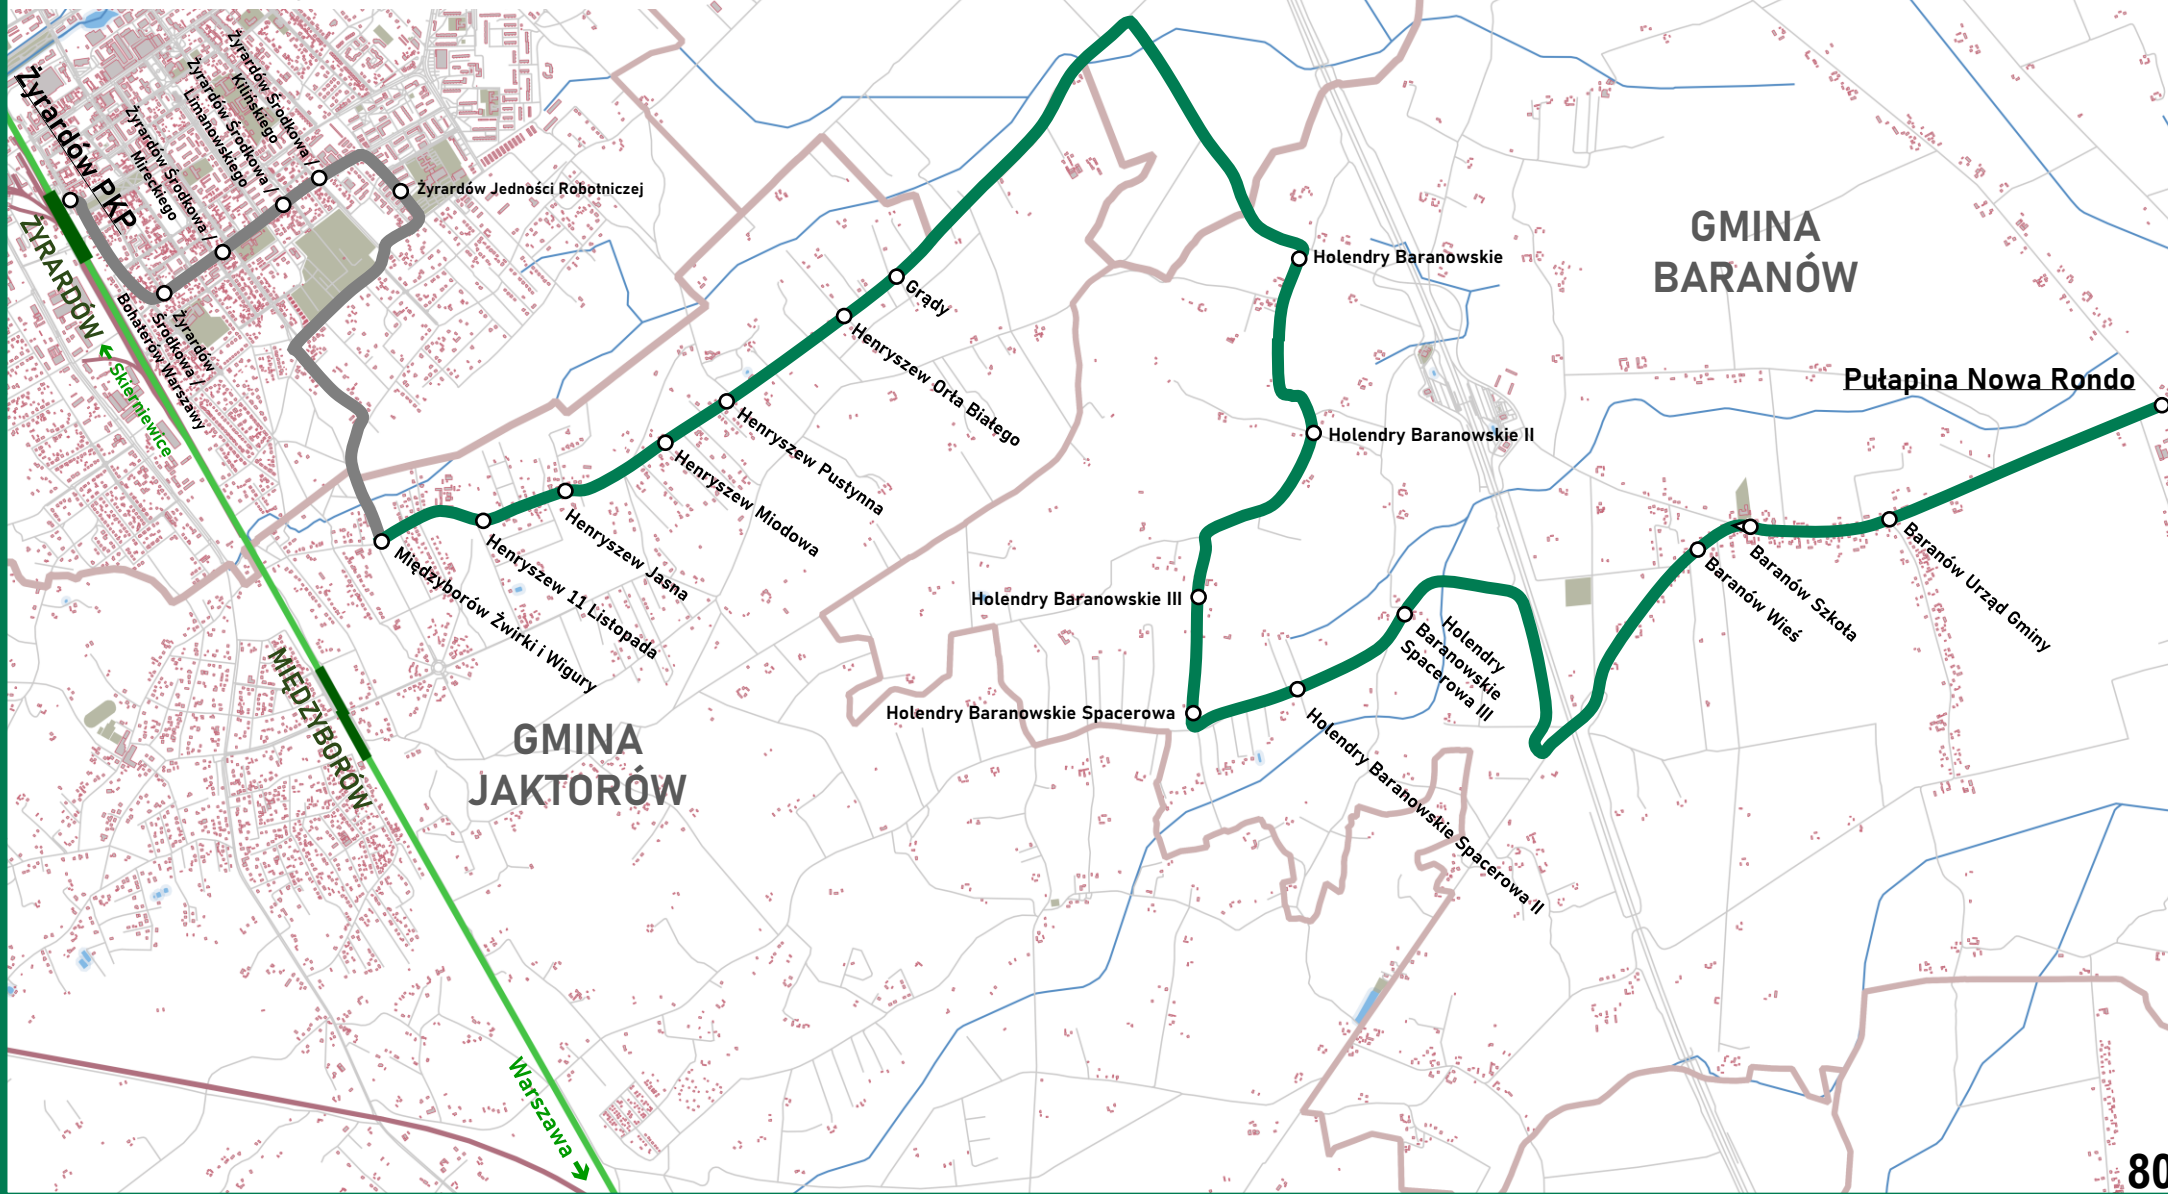 Żyrardów PKP
Żyrardów Środkowa /
Kilińskiego
Żyrardów Środkowa /
Limanowskiego
Żyrardów Środkowa /
Mireckiego
Żyrardów Jedności Robotniczej
Żyrardów
Środkowa /
Bohaterów Warszawy
ŻYRARDÓW
Skierniewice
MIĘDZYBORÓW
Warszawa
Międzyborów Żwirki i Wigury
Henryszew 11 Listopada
Henryszew Jasna
Henryszew Miodowa
Henryszew Pustynna
Henryszew Orła Białego
Grądy
GMINA
JAKTORÓW
Holendry Baranowskie
Holendry Baranowskie II
Holendry Baranowskie III
Holendry Baranowskie Spacerowa
Holendry Baranowskie Spacerowa II
Holendry
Baranowskie
Spacerowa III
GMINA
BARANÓW
Baranów Wieś
Baranów Szkoła
Baranów Urząd Gminy
Pułapina Nowa Rondo
80